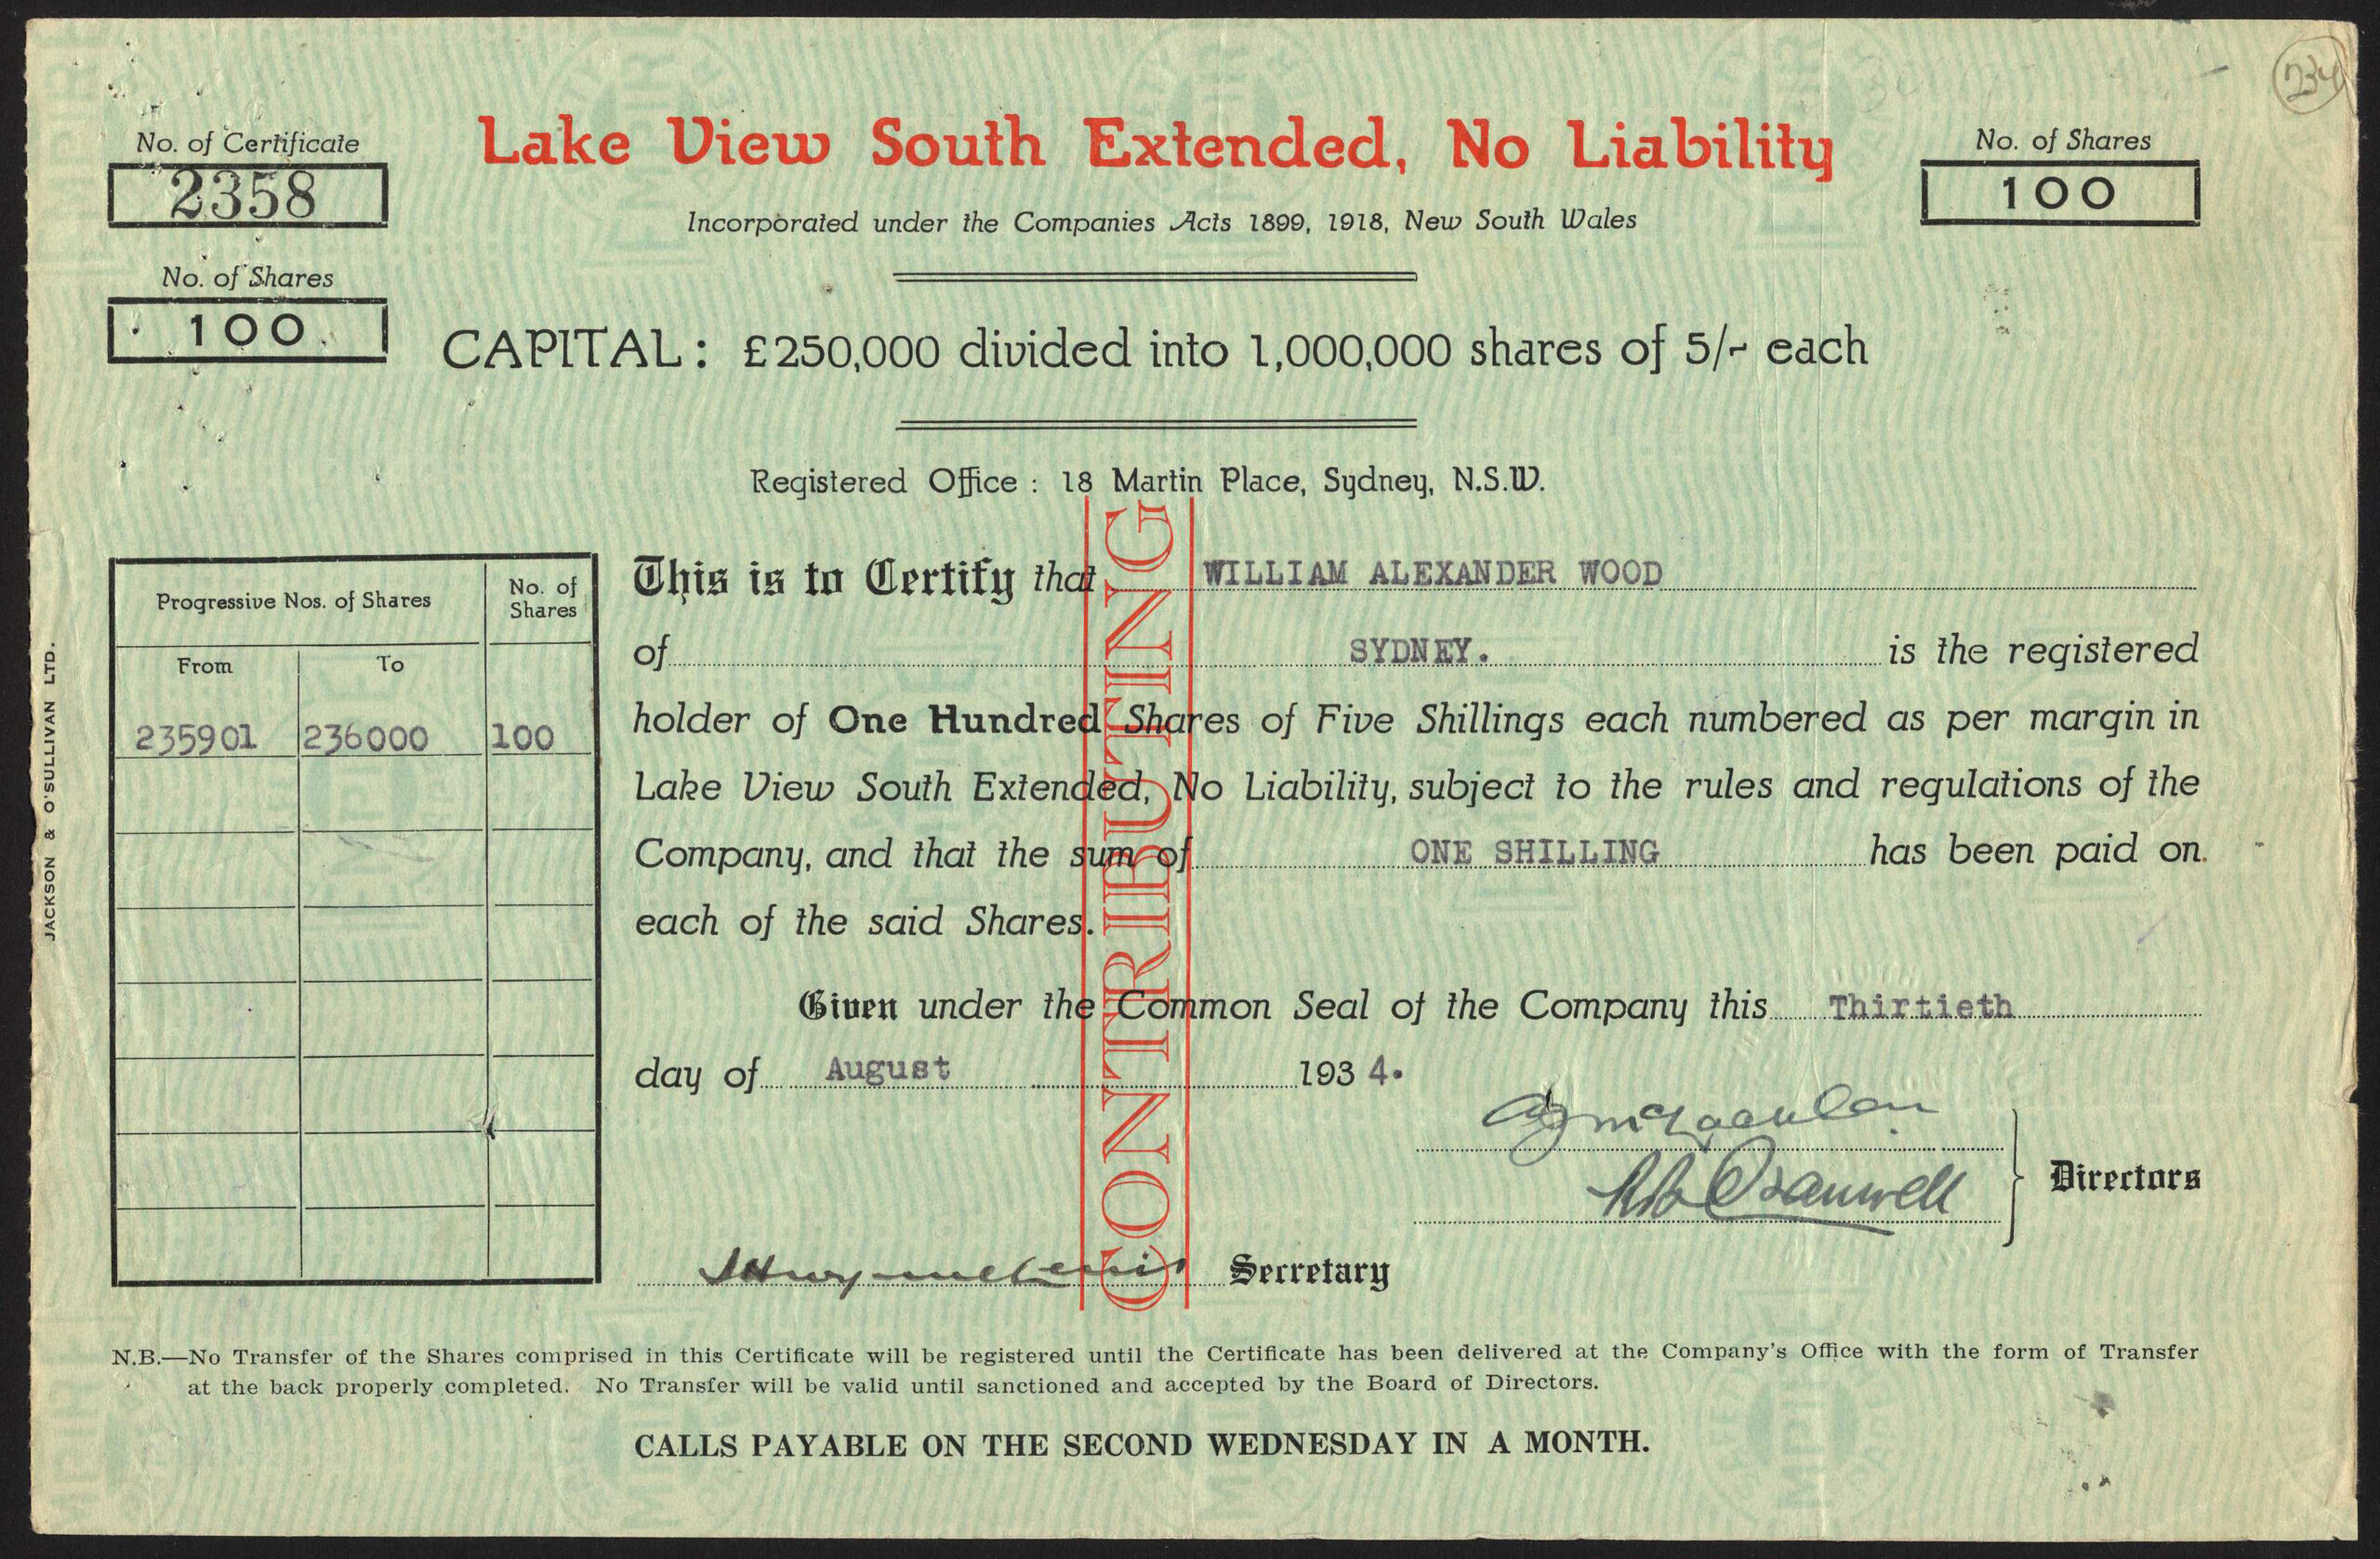 234
No. of Certificate
2358
No. of Shares
100
Lake View South Extended, No Liability
Incorporated under the Companies Acts 1899, 1918, New South Wales
No. of Shares
100
CAPITAL: £250,000 divided into 1,000,000 shares of 5/- each
Registered Office : 18 Martin Place, Sydney, N.S.W.
Progressive Nos. of Shares
No. of Shares
From To
235901 236000 100
This is to Certify that WILLIAM ALEXANDER WOOD
of SYDNEY. is the registered
holder of One Hundred Shares of Five Shillings each numbered as per margin in
Lake View South Extended, No Liability, subject to the rules and regulations of the
Company, and that the sum of ONE SHILLING has been paid on
each of the said Shares.
Given under the Common Seal of the Company this Thirtieth
day of August 1934.
Directors
Secretary
CONTRIBUTING
JACKSON & O'SULLIVAN LTD.
N.B.—No Transfer of the Shares comprised in this Certificate will be registered until the Certificate has been delivered at the Company's Office with the form of Transfer
at the back properly completed. No Transfer will be valid until sanctioned and accepted by the Board of Directors.
CALLS PAYABLE ON THE SECOND WEDNESDAY IN A MONTH.